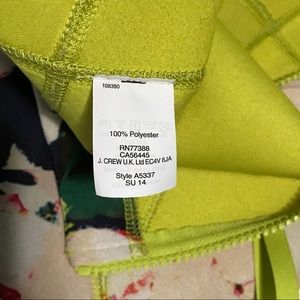 108350
100% Polyester
RN77388
CA56445
J. CREW U.K. Ltd EC4V 6JA
Style A5337
SU 14